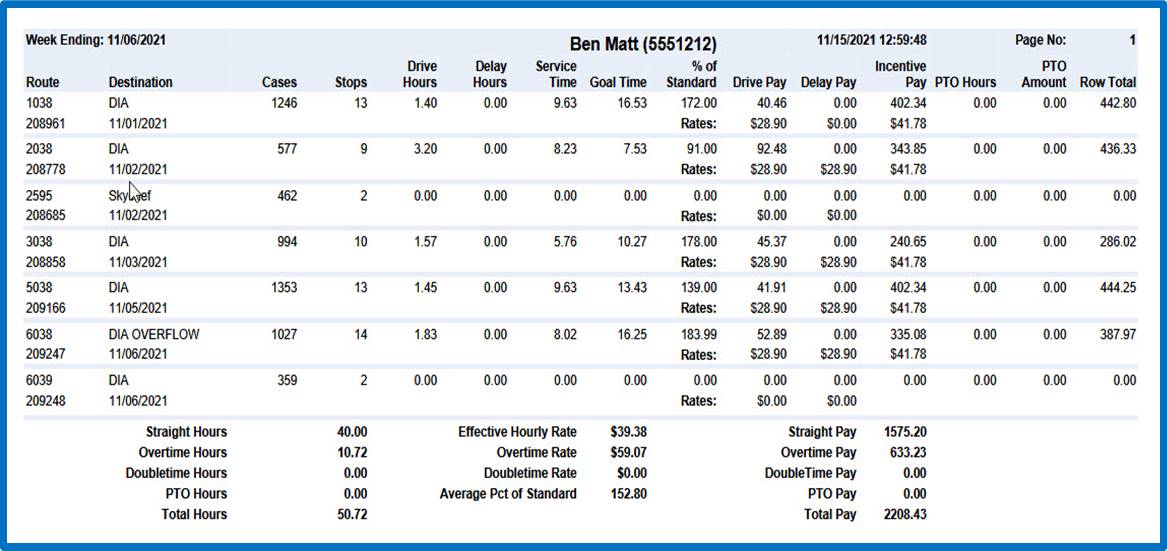 Week Ending: 11/06/2021 Ben Matt (5551212) 11/15/2021 12:59:48 Page No: 1
Drive Delay Service % of Incentive PTO
Route Destination Cases Stops Hours Hours Time Goal Time Standard Drive Pay Delay Pay Pay PTO Hours Amount Row Total
1038 DIA 1246 13 1.40 0.00 9.63 16.53 172.00 40.46 0.00 402.34 0.00 0.00 442.80
208961 11/01/2021 Rates: $28.90 $0.00 $41.78
2038 DIA 577 9 3.20 0.00 8.23 7.53 91.00 92.48 0.00 343.85 0.00 0.00 436.33
208778 11/02/2021 Rates: $28.90 $28.90 $41.78
2595 462 2 0.00 0.00 0.00 0.00 0.00 0.00 0.00 0.00 0.00 0.00 0.00
208685 11/02/2021 Rates: $0.00 $0.00
3038 DIA 994 10 1.57 0.00 5.76 10.27 178.00 45.37 0.00 240.65 0.00 0.00 286.02
208858 11/03/2021 Rates: $28.90 $28.90 $41.78
5038 DIA 1353 13 1.45 0.00 9.63 13.43 139.00 41.91 0.00 402.34 0.00 0.00 444.25
209166 11/05/2021 Rates: $28.90 $28.90 $41.78
6038 DIA OVERFLOW 1027 14 1.83 0.00 8.02 16.25 183.99 52.89 0.00 335.08 0.00 0.00 387.97
209247 11/06/2021 Rates: $28.90 $28.90 $41.78
6039 DIA 359 2 0.00 0.00 0.00 0.00 0.00 0.00 0.00 0.00 0.00 0.00 0.00
209248 11/06/2021 Rates: $0.00 $0.00
Straight Hours 40.00 Effective Hourly Rate $39.38 Straight Pay 1575.20
Overtime Hours 10.72 Overtime Rate $59.07 Overtime Pay 633.23
Doubletime Hours 0.00 Doubletime Rate $0.00 DoubleTime Pay 0.00
PTO Hours 0.00 Average Pct of Standard 152.80 PTO Pay 0.00
Total Hours 50.72 Total Pay 2208.43